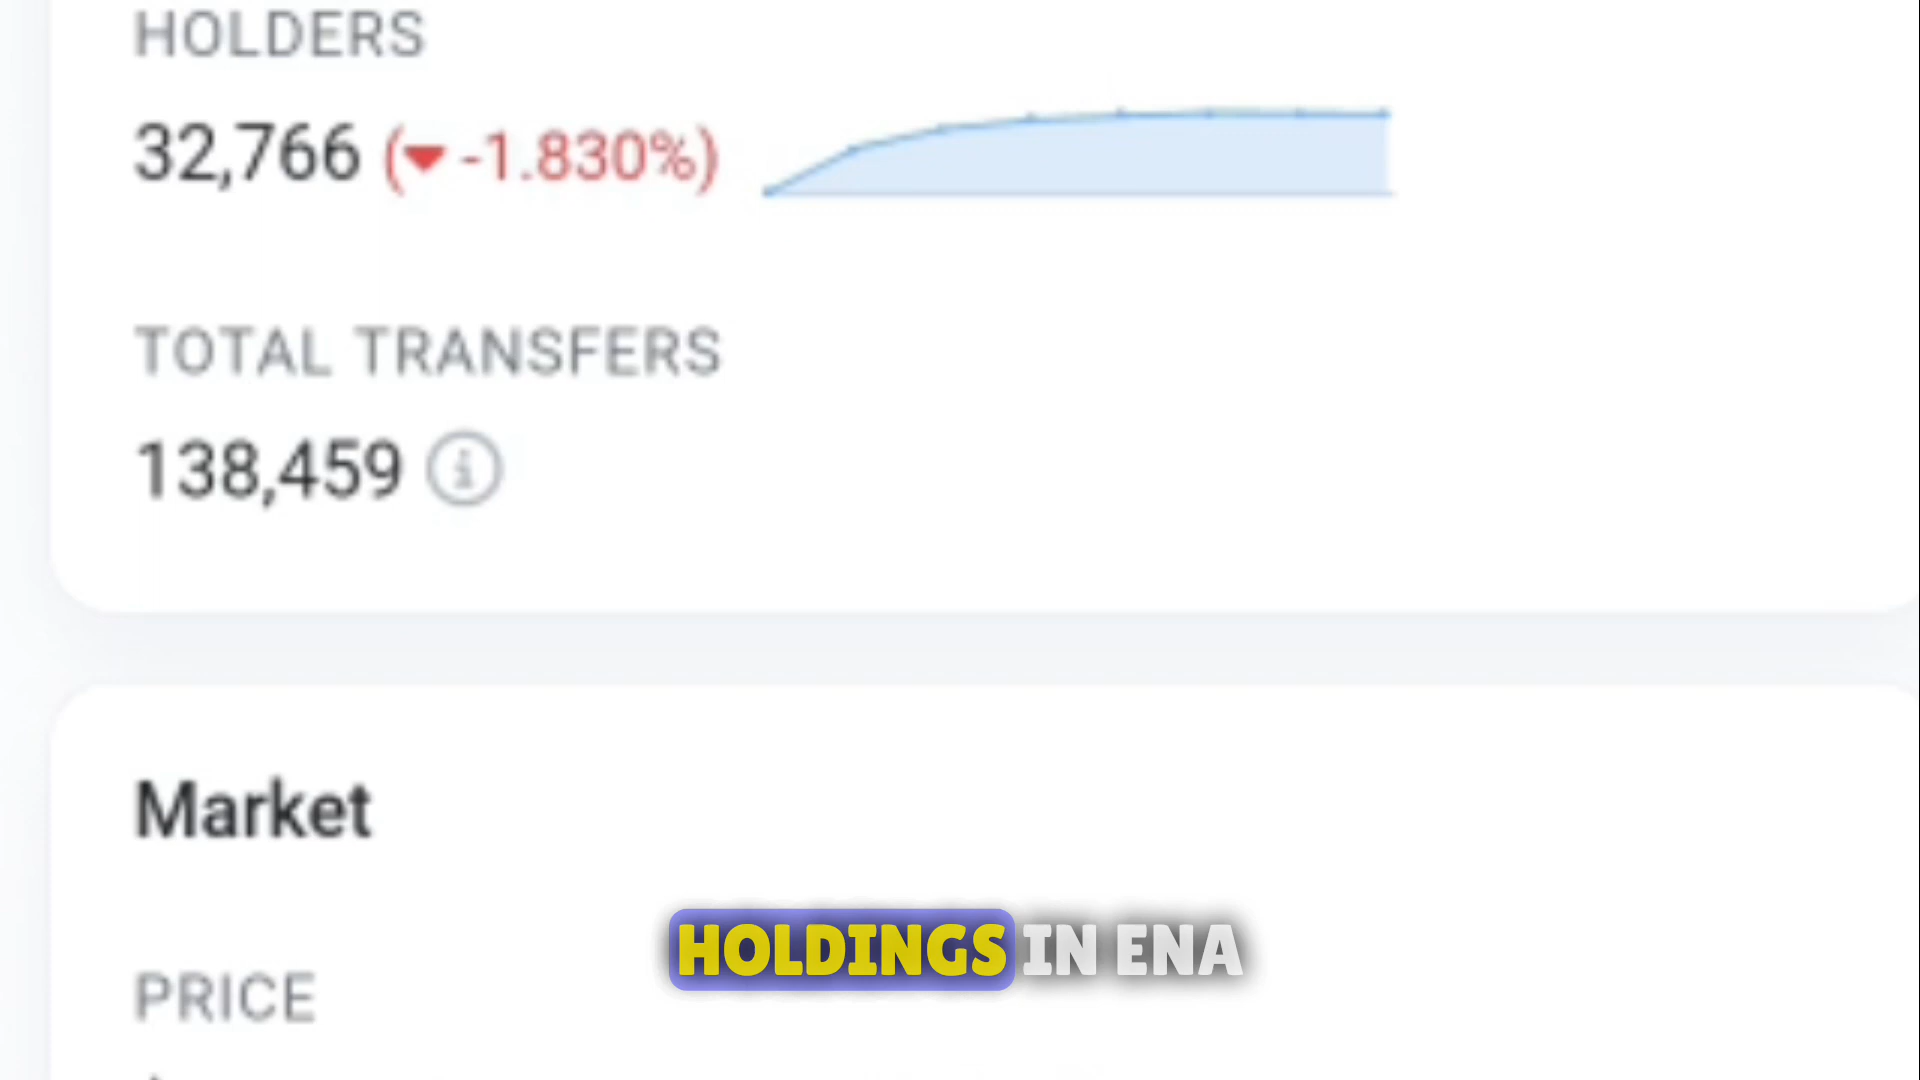 HOLDERS
32,766 (▼ -1.830%)
TOTAL TRANSFERS
138,459
Market
HOLDINGS IN ENA
PRICE